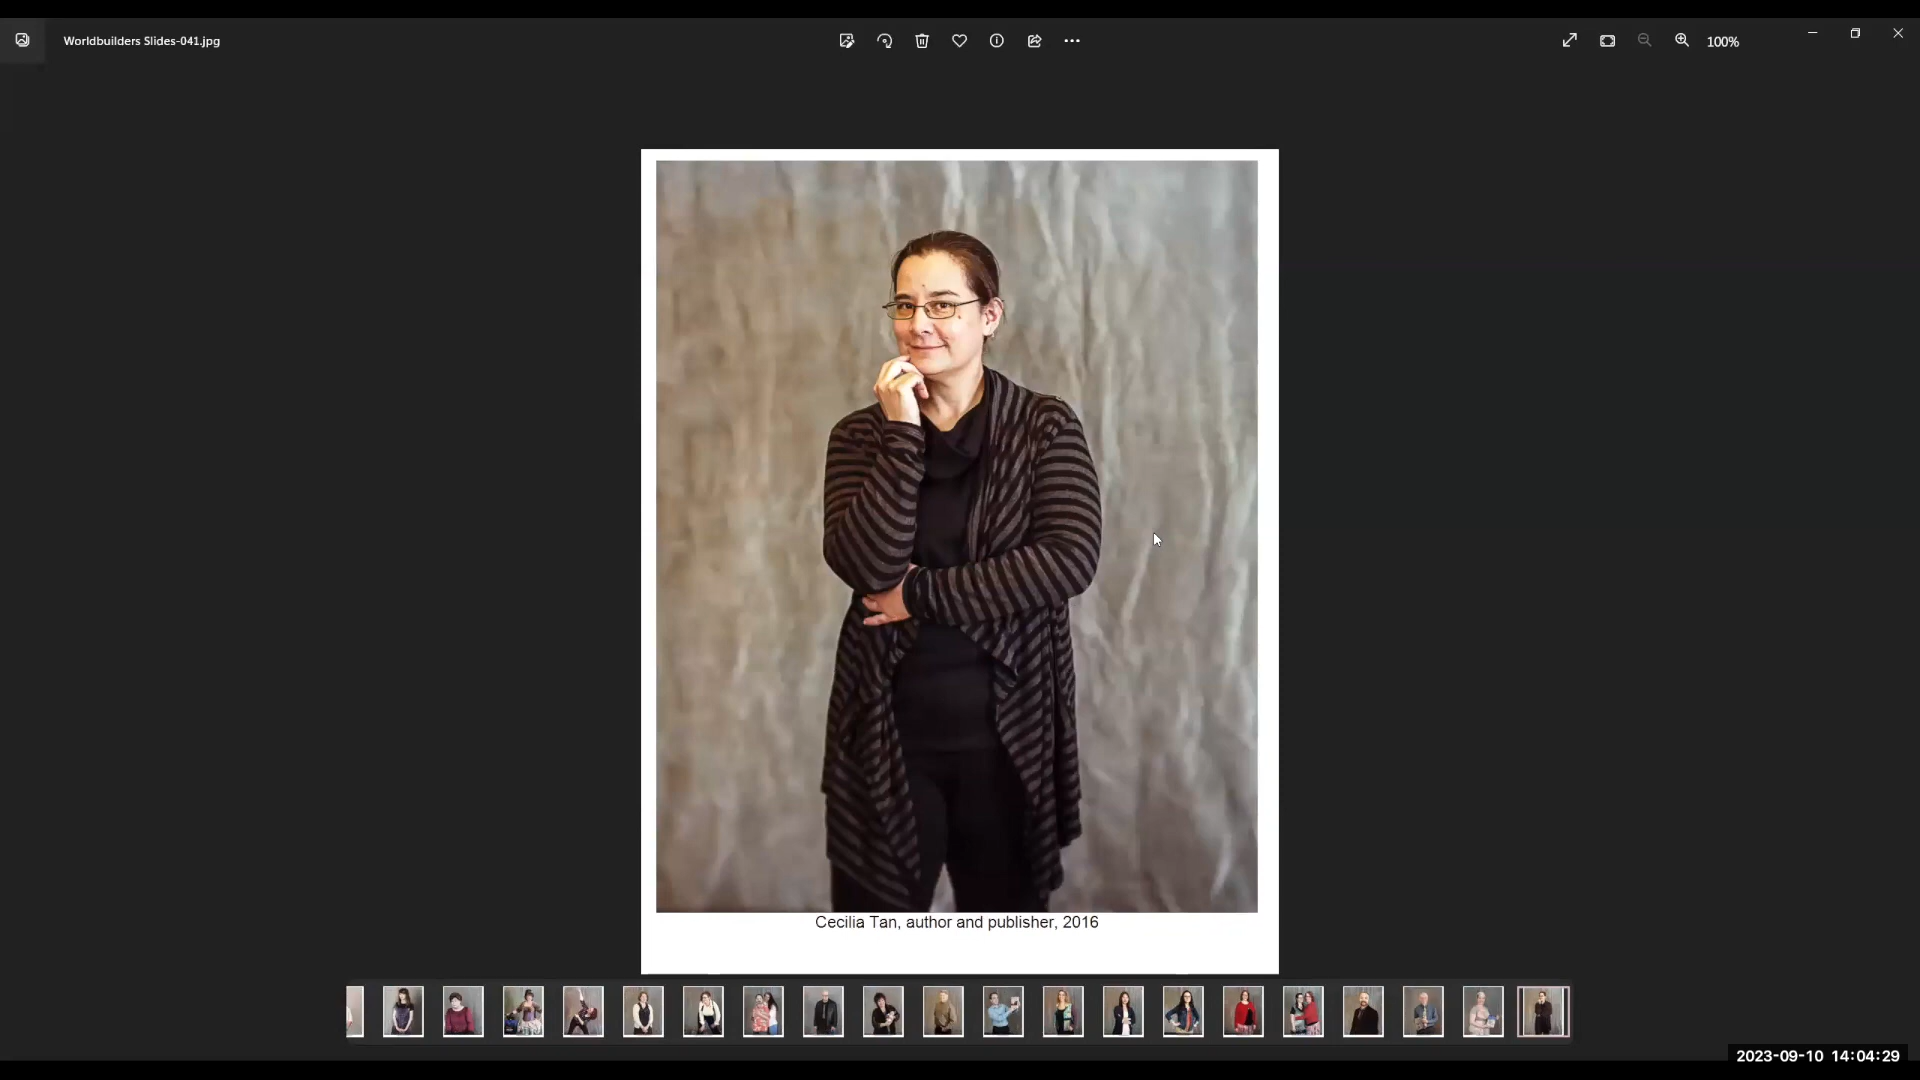 Worldbuilders Slides-041.jpg
100%
Cecilia Tan, author and publisher, 2016
2023-09-10 14:04:29